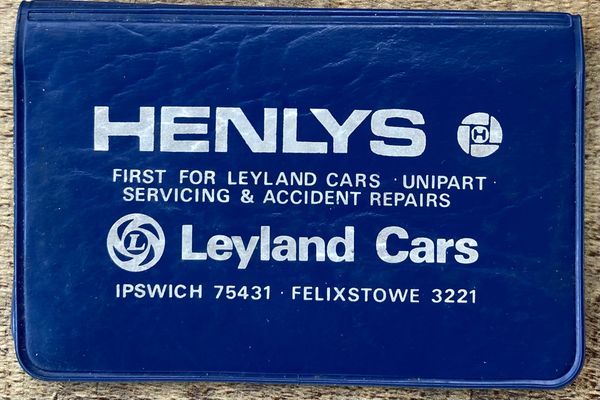 HENLYS H
FIRST FOR LEYLAND CARS · UNIPART ·
SERVICING & ACCIDENT REPAIRS
L Leyland Cars
IPSWICH 75431 · FELIXSTOWE 3221